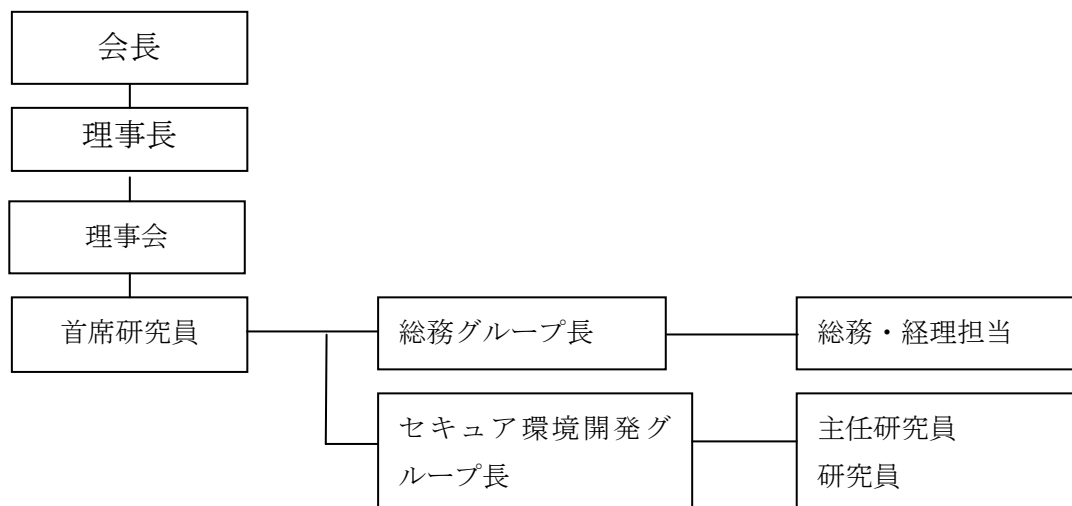 会長
理事長
理事会
首席研究員
総務グループ長
総務・経理担当
セキュア環境開発グ
ループ長
主任研究員
研究員